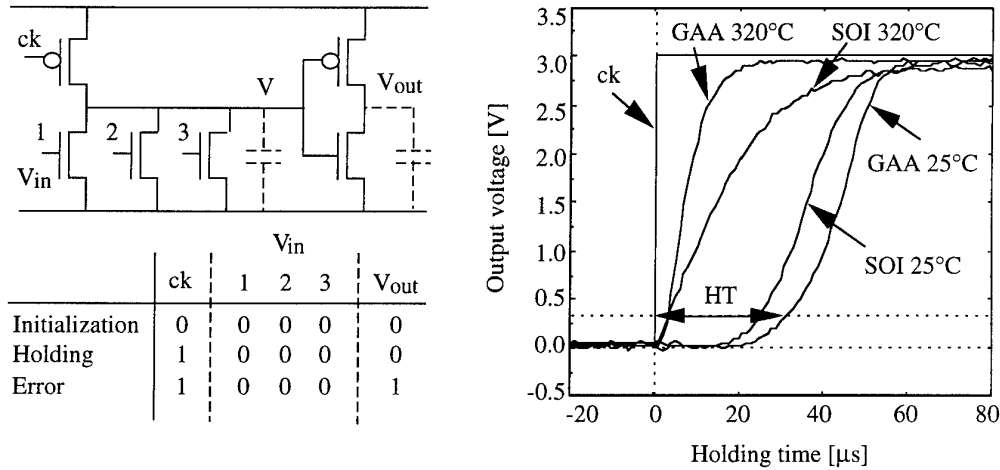 ck
V
Vout
1
2
3
Vin
Vin
ck 1 2 3 Vout
Initialization 0 0 0 0 0
Holding 1 0 0 0 0
Error 1 0 0 0 1
Output voltage [V]
3.5
3.0
2.5
2.0
1.5
1.0
0.5
0.0
-0.5
GAA 320°C
SOI 320°C
ck
GAA 25°C
SOI 25°C
HT
-20 0 20 40 60 80
Holding time [μs]